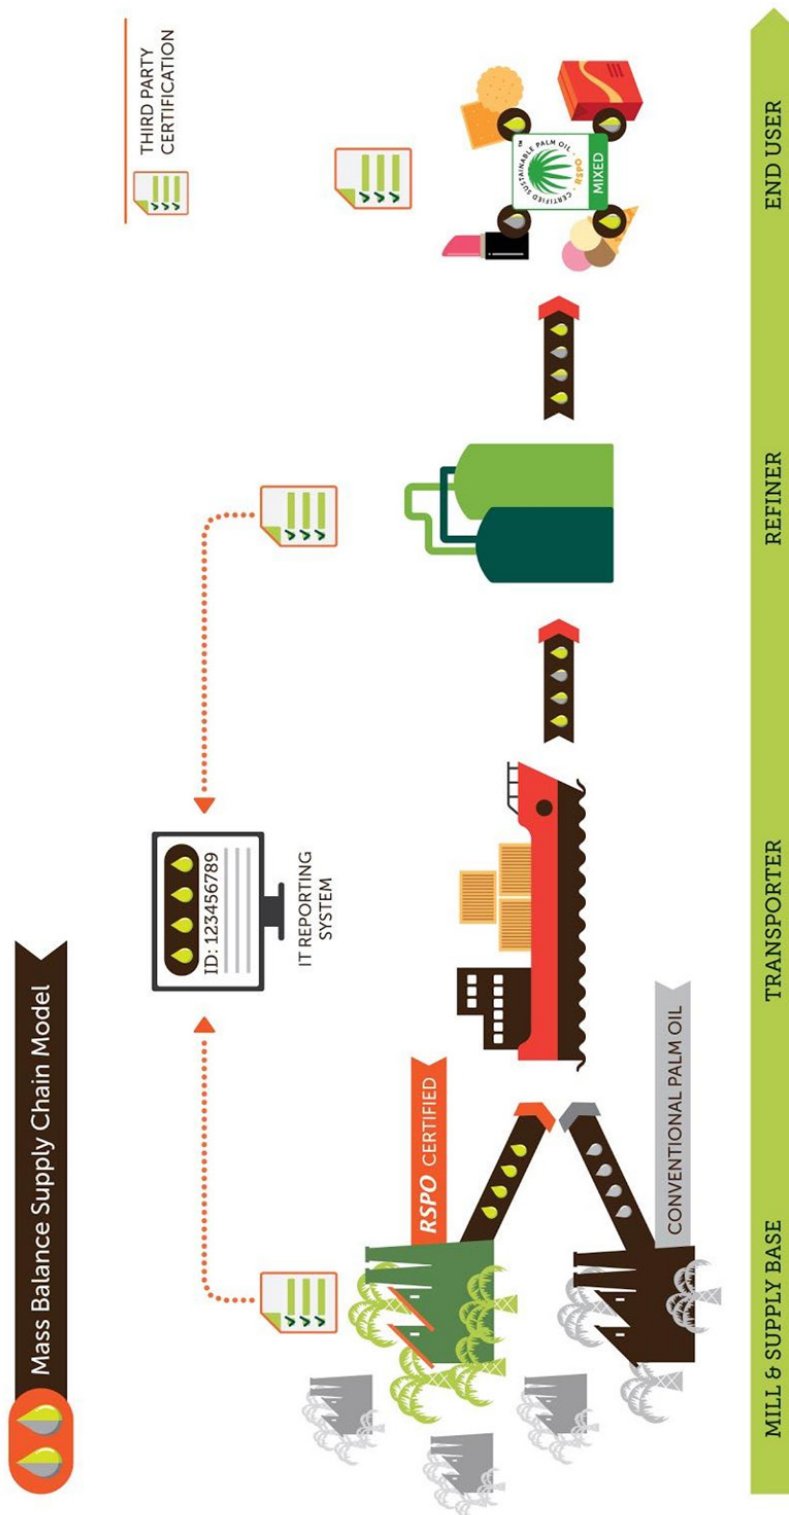 Mass Balance Supply Chain Model
THIRD PARTY
CERTIFICATION
ID: 123456789
IT REPORTING
SYSTEM
RSPO CERTIFIED
CONVENTIONAL PALM OIL
CERTIFIED SUSTAINABLE PALM OIL · RSPO ·
TM
MIXED
MILL & SUPPLY BASE
TRANSPORTER
REFINER
END USER